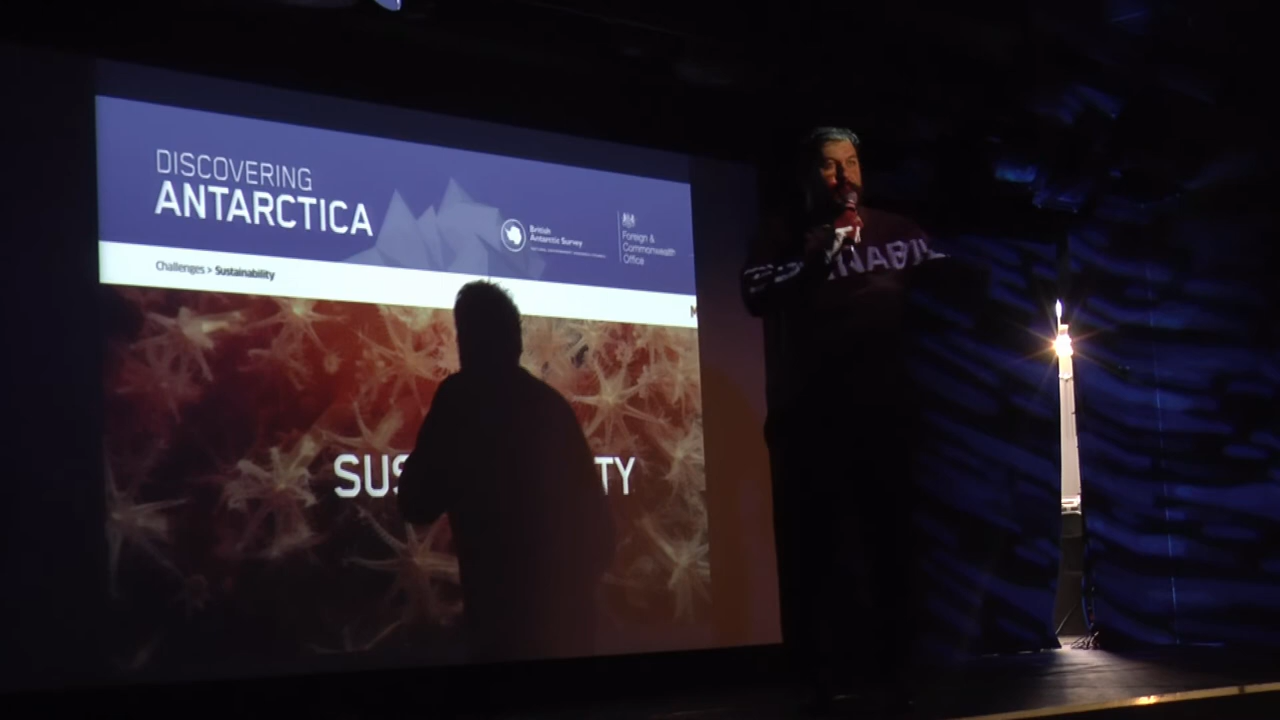 DISCOVERING
ANTARCTICA
British
Antarctic Survey
Foreign &
Commonwealth
Office
Challenges > Sustainability
SUS TY